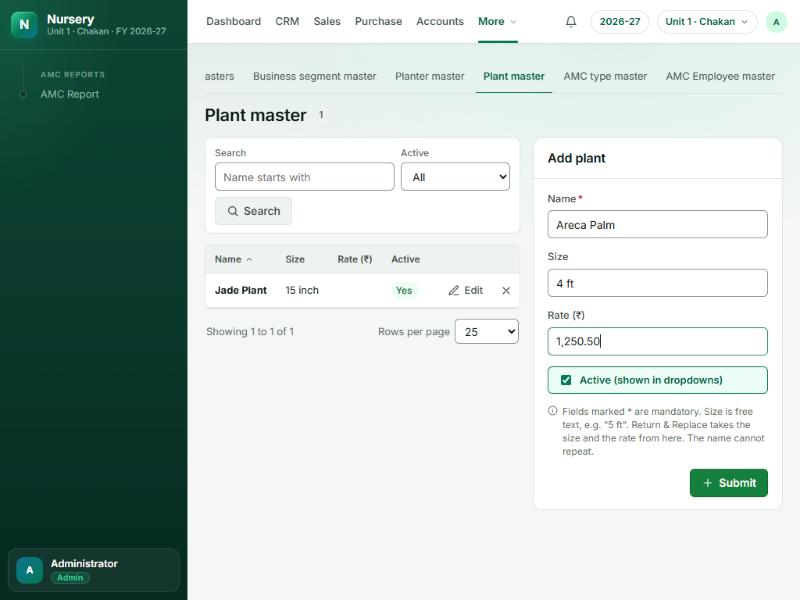 N
Nursery
Unit 1 · Chakan · FY 2026-27
Dashboard CRM Sales Purchase Accounts More
2026-27
Unit 1 · Chakan
A
AMC REPORTS
AMC Report
asters Business segment master Planter master Plant master AMC type master AMC Employee master
Plant master 1
Search
Active
Name starts with
All
Search
Name Size Rate (₹) Active
Jade Plant 15 inch Yes Edit
Showing 1 to 1 of 1
Rows per page 25
Add plant
Name *
Areca Palm
Size
4 ft
Rate (₹)
1,250.50
Active (shown in dropdowns)
Fields marked * are mandatory. Size is free
text, e.g. "5 ft". Return & Replace takes the
size and the rate from here. The name cannot
repeat.
+ Submit
A
Administrator
Admin